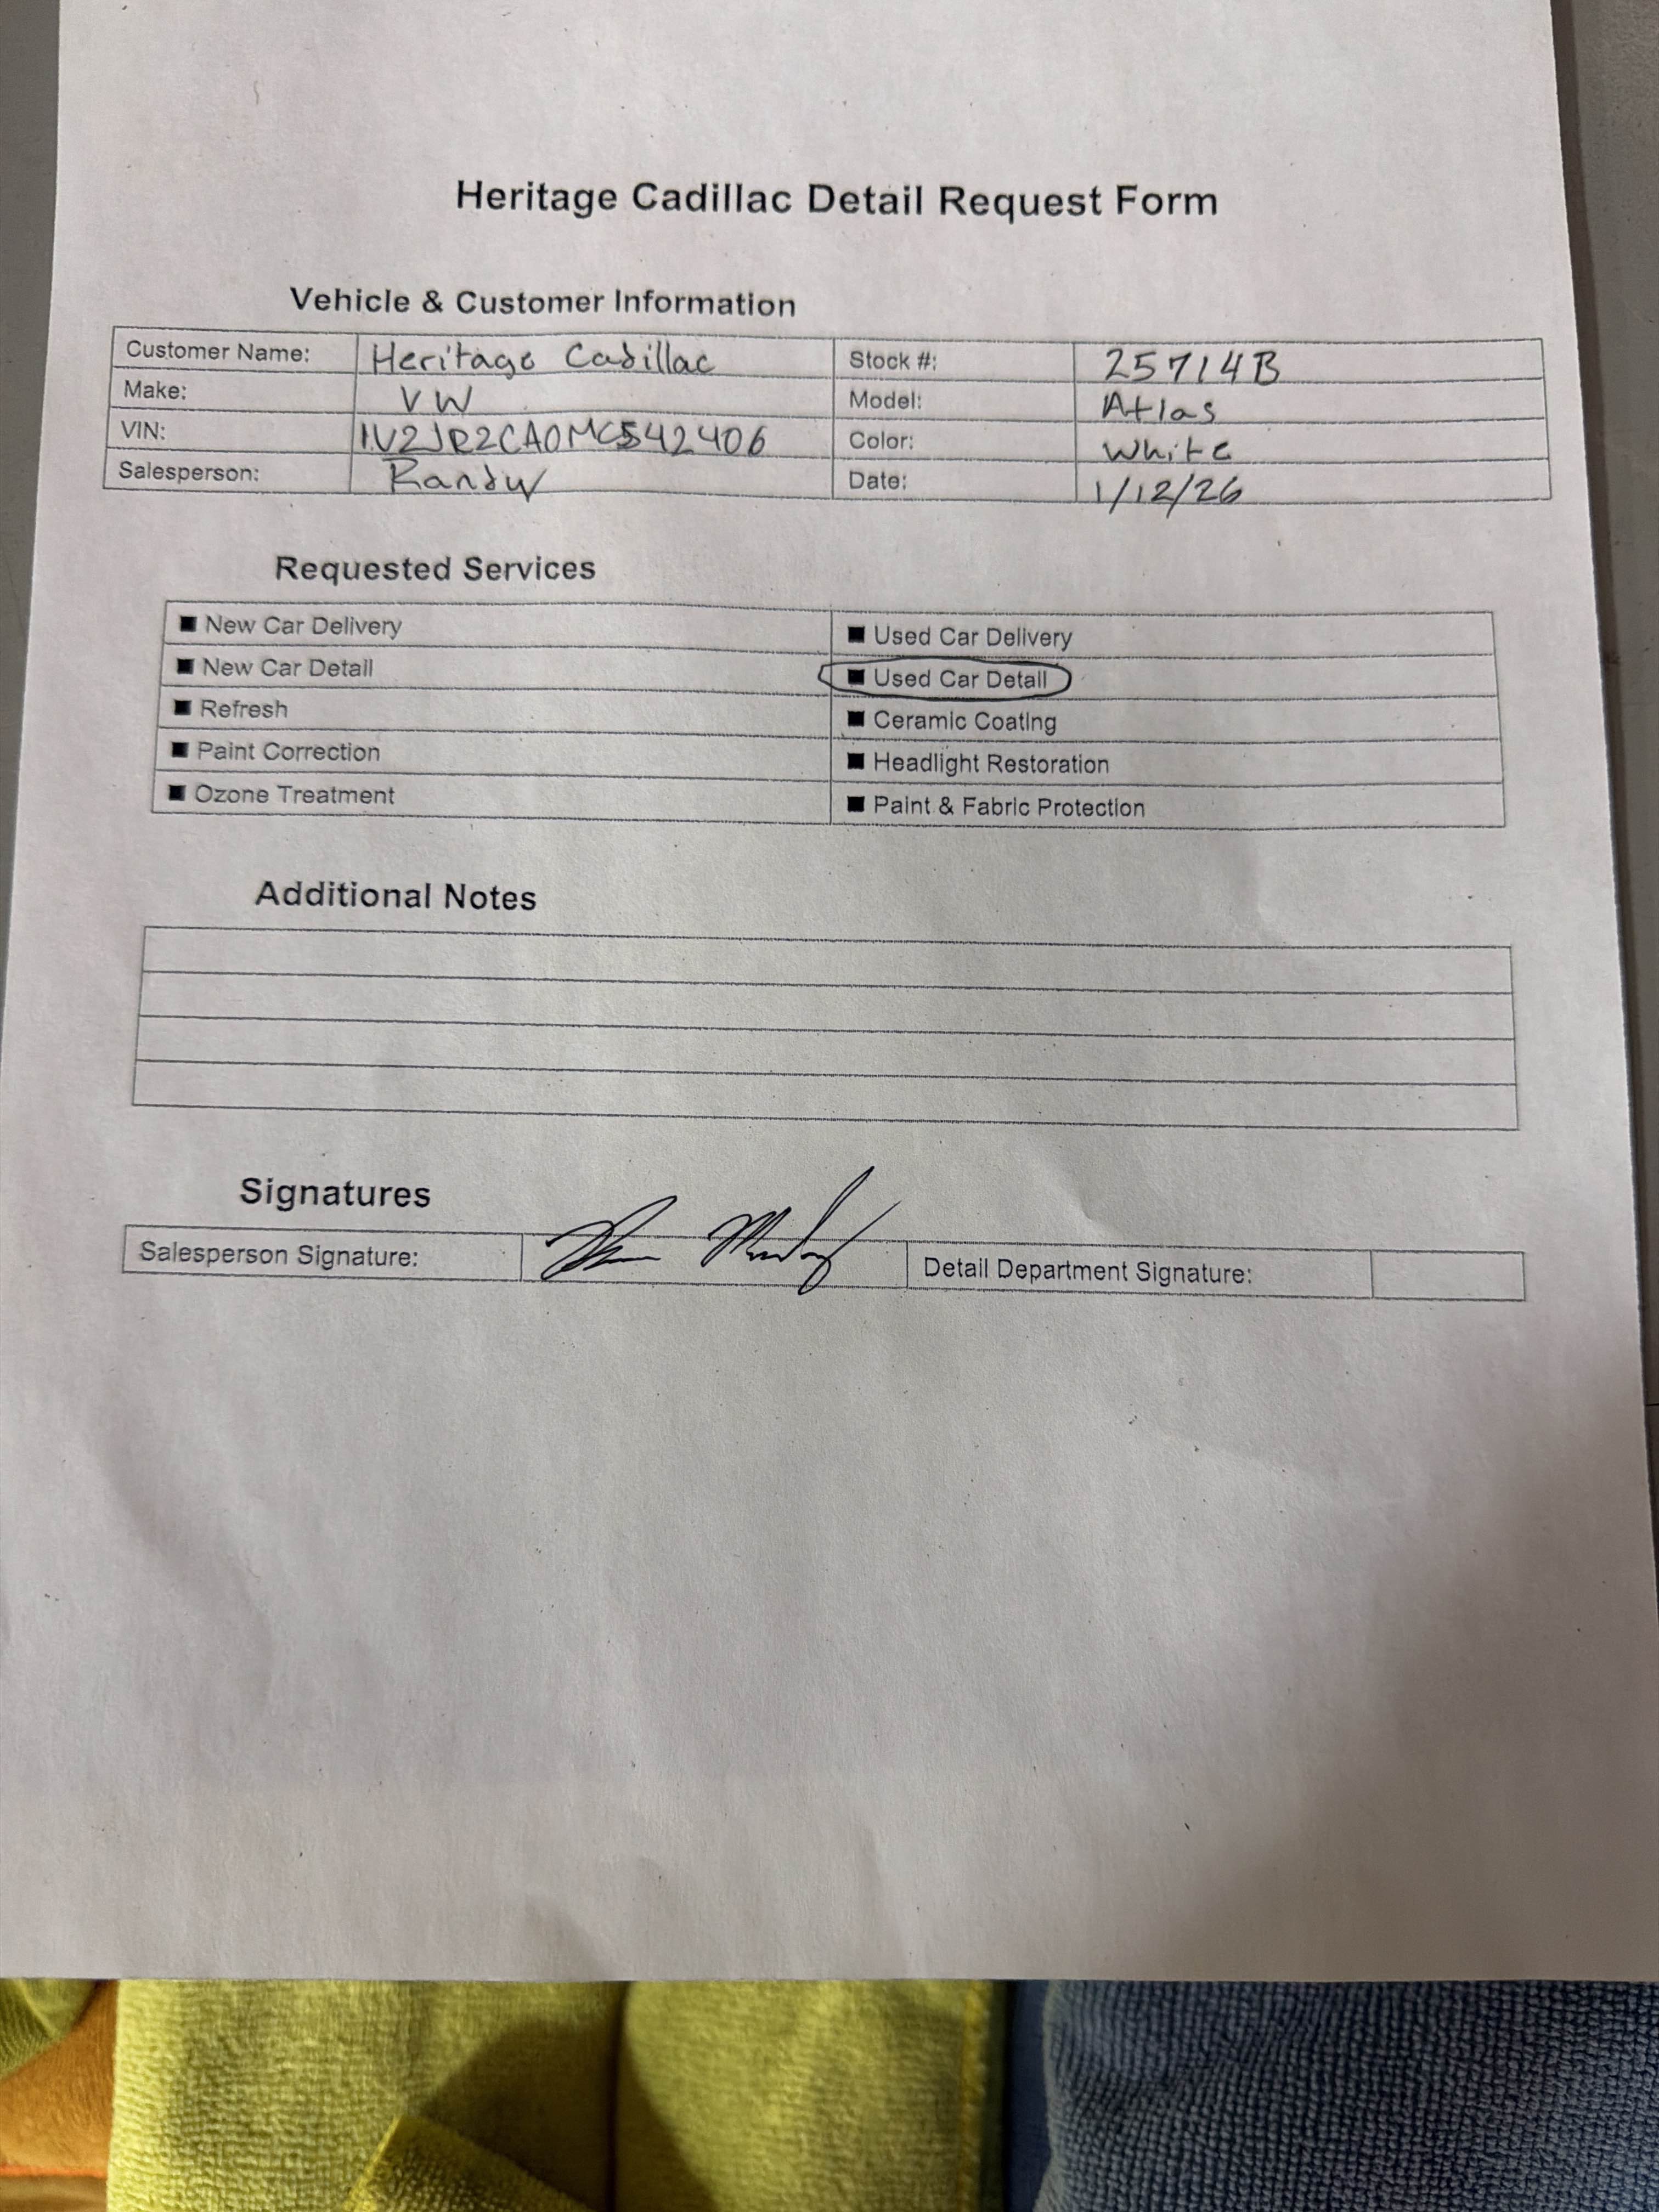 Heritage Cadillac Detail Request Form
Vehicle & Customer Information
Customer Name: Heritage Cadillac Stock #: 25714B
Make: VW Model: Atlas
VIN: 1V2JR2CA0MC542406 Color: White
Salesperson: Randy Date: 1/12/26
Requested Services
■ New Car Delivery ■ Used Car Delivery
■ New Car Detail ■ Used Car Detail
■ Refresh ■ Ceramic Coating
■ Paint Correction ■ Headlight Restoration
■ Ozone Treatment ■ Paint & Fabric Protection
Additional Notes
Signatures
Salesperson Signature: Detail Department Signature: